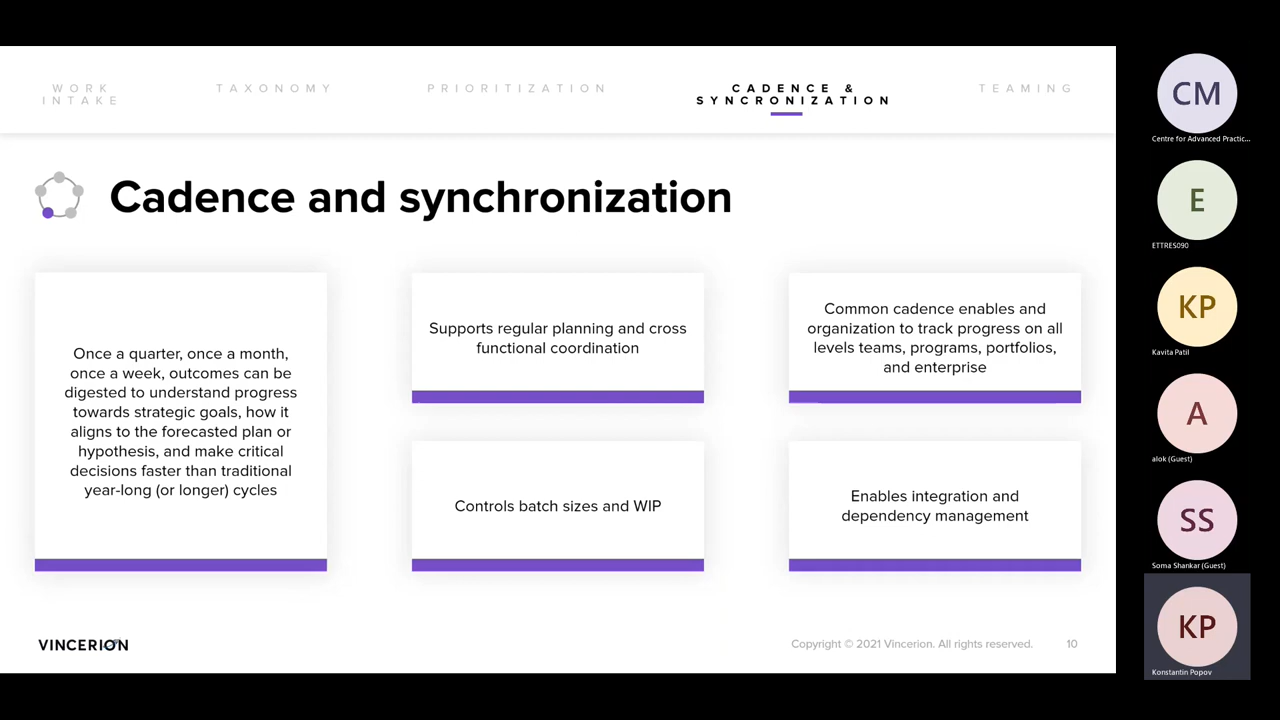 WORK
INTAKE
TAXONOMY
PRIORITIZATION
CADENCE &
SYNCRONIZATION
TEAMING
Cadence and synchronization
Once a quarter, once a month,
once a week, outcomes can be
digested to understand progress
towards strategic goals, how it
aligns to the forecasted plan or
hypothesis, and make critical
decisions faster than traditional
year-long (or longer) cycles
Supports regular planning and cross
functional coordination
Common cadence enables and
organization to track progress on all
levels teams, programs, portfolios,
and enterprise
Controls batch sizes and WIP
Enables integration and
dependency management
VINCERION
Copyright © 2021 Vincerion. All rights reserved.
10
CM
Centre for Advanced Practic...
E
ETTRES090
KP
Kavita Patil
A
alok (Guest)
SS
Soma Shankar (Guest)
KP
Konstantin Popov